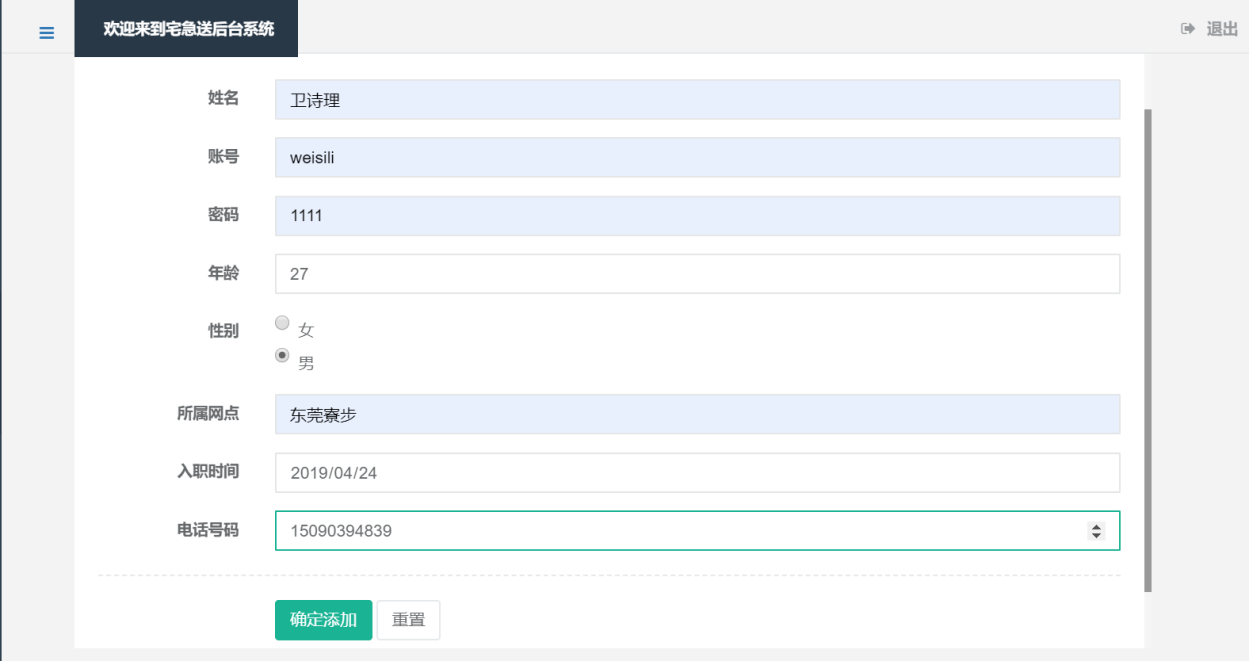 欢迎来到宅急送后台系统
退出
姓名 卫诗理
账号 weisili
密码 1111
年龄 27
性别 女
男
所属网点 东莞寮步
入职时间 2019/04/24
电话号码 15090394839
确定添加 重置